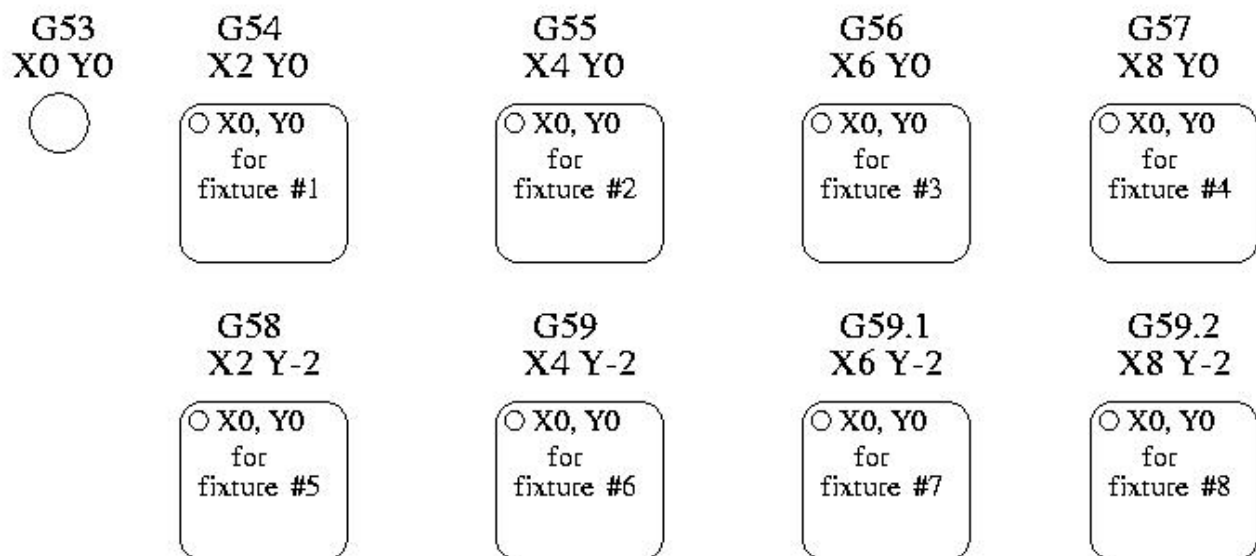 G53
X0 Y0
G54
X2 Y0
G55
X4 Y0
G56
X6 Y0
G57
X8 Y0
X0, Y0
for
fixture #1
X0, Y0
for
fixture #2
X0, Y0
for
fixture #3
X0, Y0
for
fixture #4
G58
X2 Y-2
G59
X4 Y-2
G59.1
X6 Y-2
G59.2
X8 Y-2
X0, Y0
for
fixture #5
X0, Y0
for
fixture #6
X0, Y0
for
fixture #7
X0, Y0
for
fixture #8